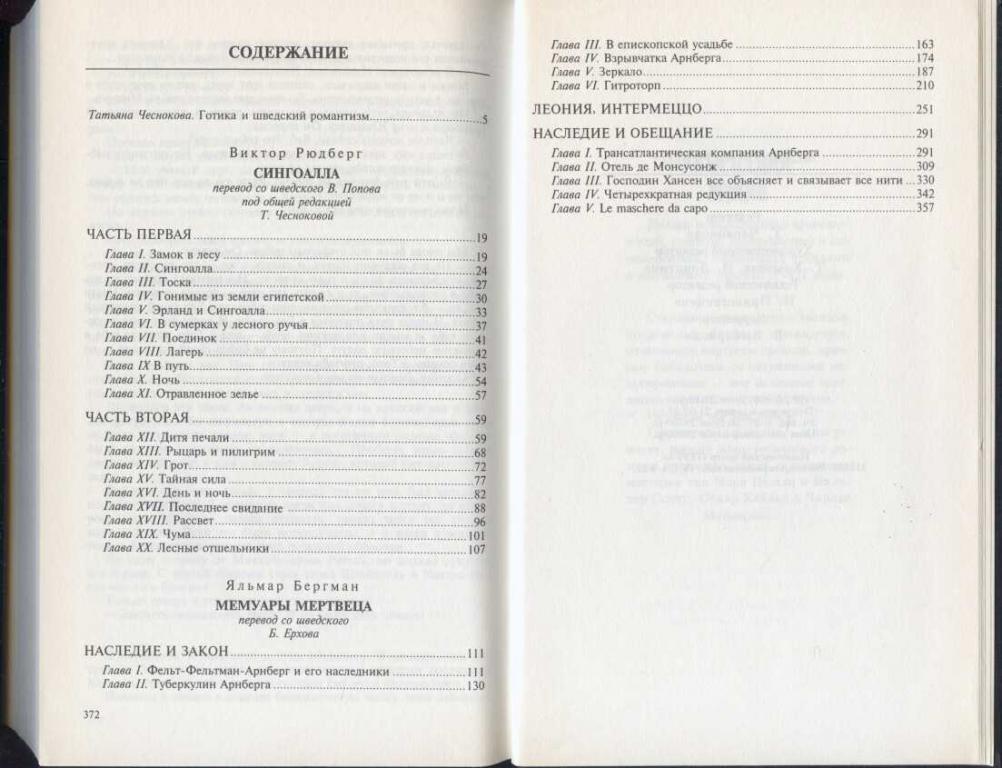 СОДЕРЖАНИЕ
Татьяна Чеснокова. Готика и шведский романтизм.....5
Виктор Рюдберг
СИНГОАЛЛА
перевод со шведского В. Попова
под общей редакцией
Т. Чесноковой
ЧАСТЬ ПЕРВАЯ.....19
Глава I. Замок в лесу.....19
Глава II. Сингоалла.....24
Глава III. Тоска.....27
Глава IV. Гонимые из земли египетской.....30
Глава V. Эрланд и Сингоалла.....33
Глава VI. В сумерках у лесного ручья.....37
Глава VII. Поединок.....41
Глава VIII. Лагерь.....42
Глава IX В путь.....43
Глава X. Ночь.....54
Глава XI. Отравленное зелье.....57
ЧАСТЬ ВТОРАЯ.....59
Глава XII. Дитя печали.....59
Глава XIII. Рыцарь и пилигрим.....68
Глава XIV. Грот.....72
Глава XV. Тайная сила.....77
Глава XVI. День и ночь.....82
Глава XVII. Последнее свидание.....88
Глава XVIII. Рассвет.....96
Глава XIX. Чума.....101
Глава XX. Лесные отшельники.....107
Яльмар Бергман
МЕМУАРЫ МЕРТВЕЦА
перевод со шведского
Б. Ерхова
НАСЛЕДИЕ И ЗАКОН.....111
Глава I. Фельт-Фельтман-Арнберг и его наследники.....111
Глава II. Туберкулин Арнберга.....130
372
Глава III. В епископской усадьбе.....163
Глава IV. Взрывчатка Арнберга.....174
Глава V. Зеркало.....187
Глава VI. Гитроторп.....210
ЛЕОНИЯ. ИНТЕРМЕЦЦО.....251
НАСЛЕДИЕ И ОБЕЩАНИЕ.....291
Глава I. Трансатлантическая компания Арнберга.....291
Глава II. Отель де Монсусонж.....309
Глава III. Господин Хансен все объясняет и связывает все нити...330
Глава IV. Четырехкратная редукция.....342
Глава V. Le maschere da capo.....357